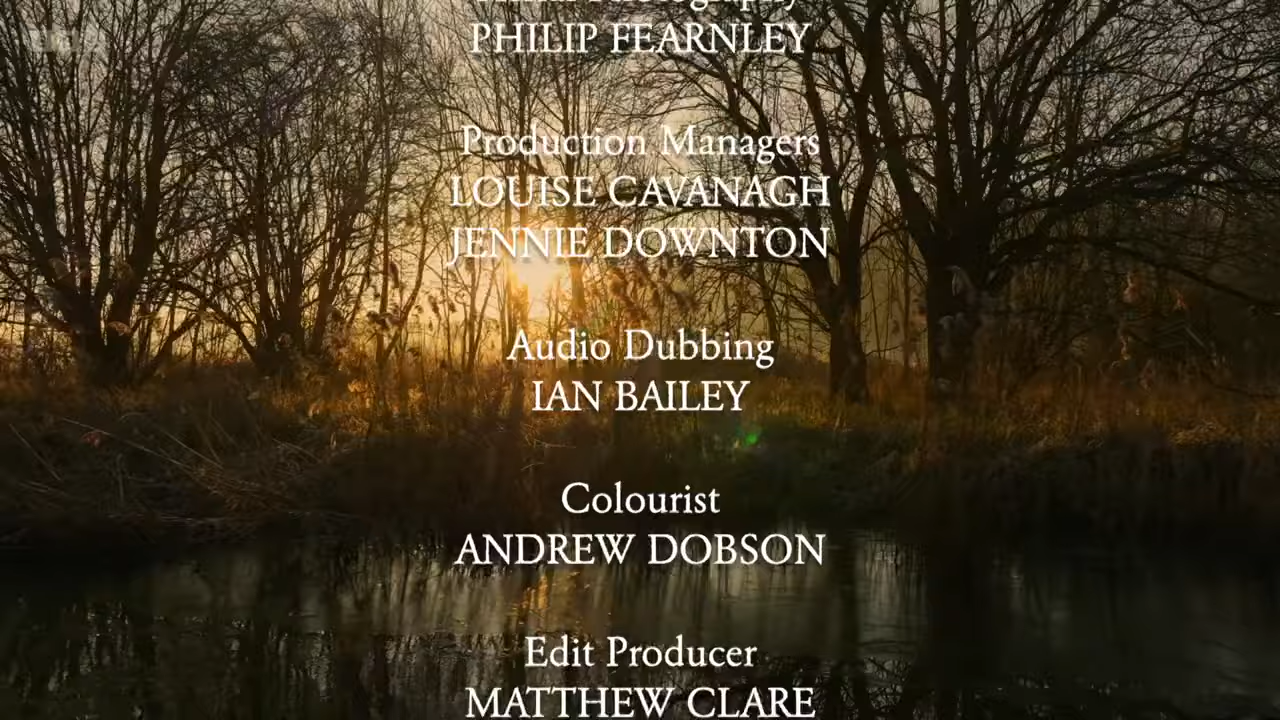 PHILIP FEARNLEY
Production Managers
LOUISE CAVANAGH
JENNIE DOWNTON
Audio Dubbing
IAN BAILEY
Colourist
ANDREW DOBSON
Edit Producer
MATTHEW CLARE